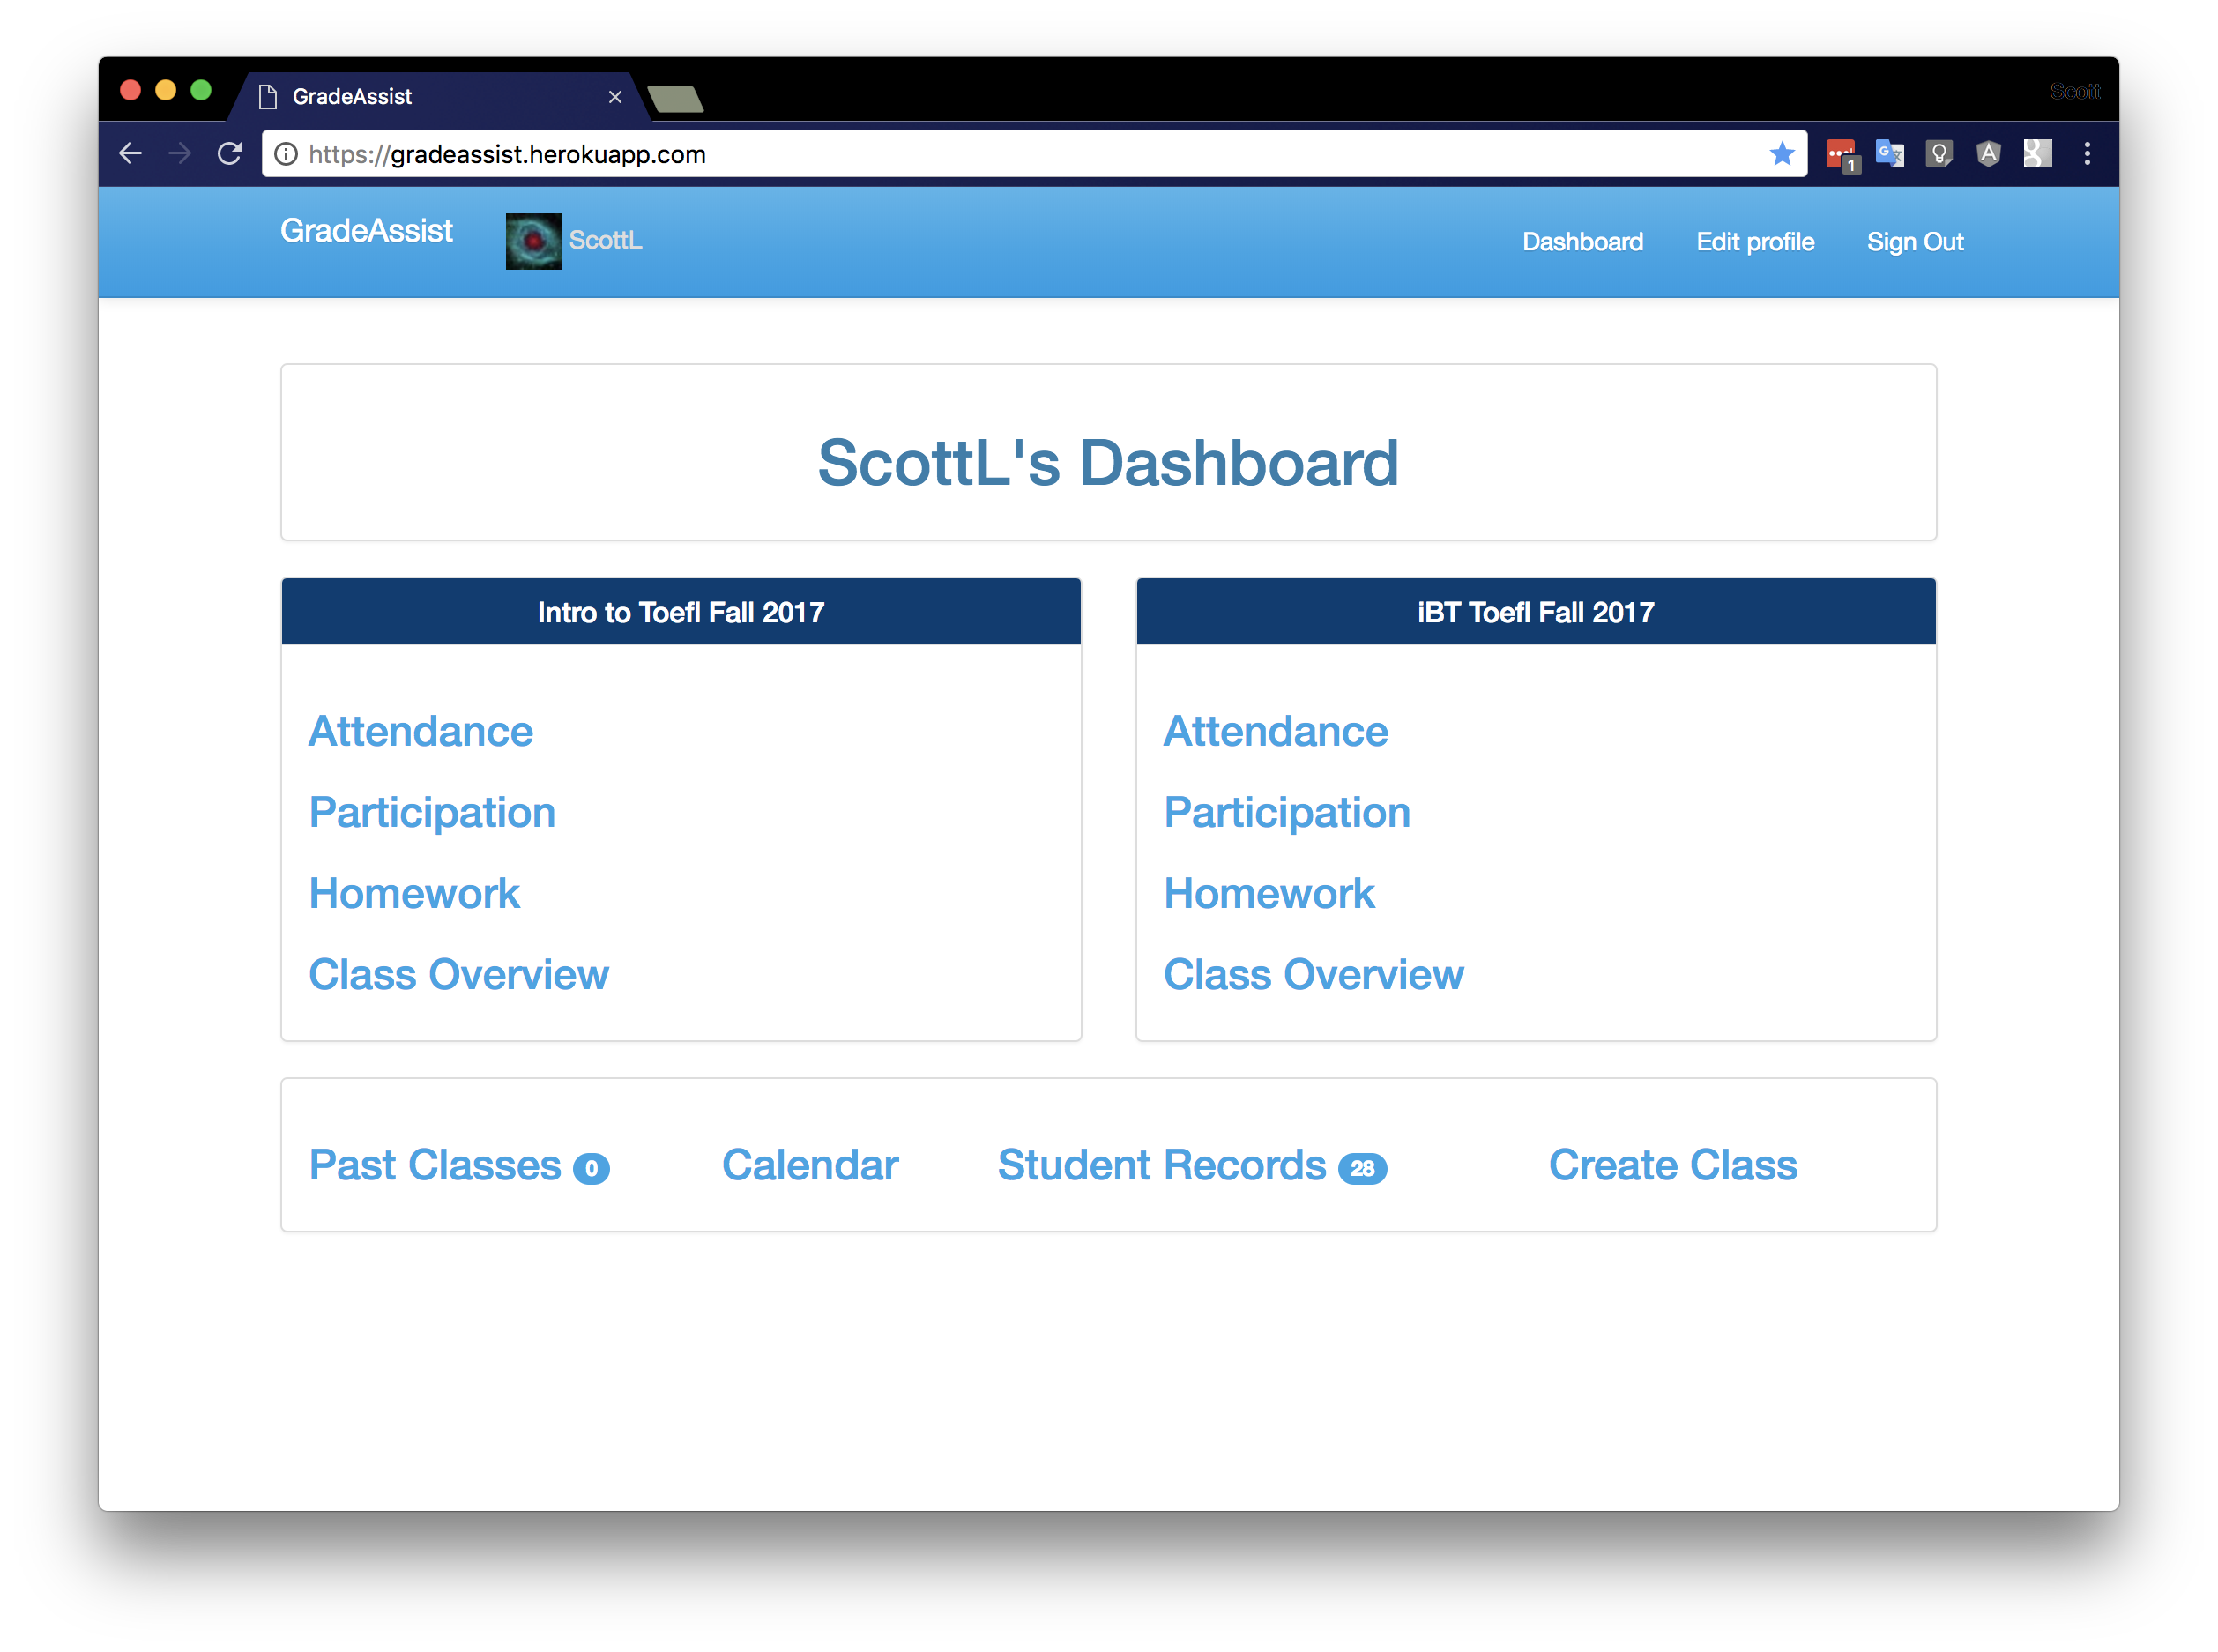 GradeAssist
Scott
https://gradeassist.herokuapp.com
1
GradeAssist ScottL Dashboard Edit profile Sign Out
ScottL's Dashboard
Intro to Toefl Fall 2017
Attendance
Participation
Homework
Class Overview
iBT Toefl Fall 2017
Attendance
Participation
Homework
Class Overview
Past Classes 0 Calendar Student Records 28 Create Class